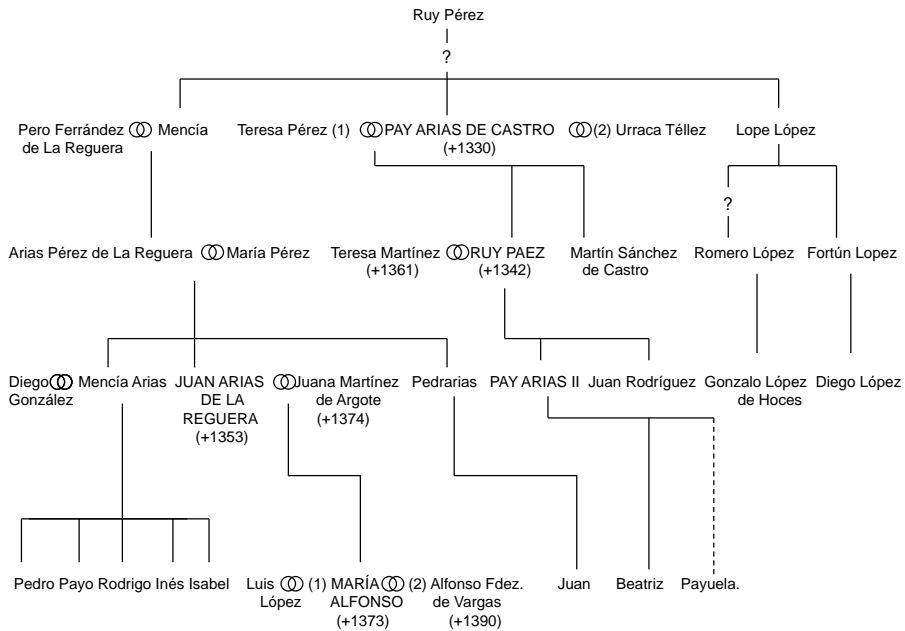 Ruy Pérez
?
Pero Ferrández Mencía Teresa Pérez (1) PAY ARIAS DE CASTRO (2) Urraca Téllez Lope López
de La Reguera (+1330)
?
Arias Pérez de La Reguera María Pérez Teresa Martínez RUY PAEZ Martín Sánchez Romero López Fortún Lopez
(+1361) (+1342) de Castro
Diego Mencía Arias JUAN ARIAS Juana Martínez Pedrarias PAY ARIAS II Juan Rodríguez Gonzalo López Diego López
González DE LA de Argote de Hoces
REGUERA (+1374)
(+1353)
Pedro Payo Rodrigo Inés Isabel Luis (1) MARÍA (2) Alfonso Fdez. Juan Beatriz Payuela.
López ALFONSO de Vargas
(+1373) (+1390)